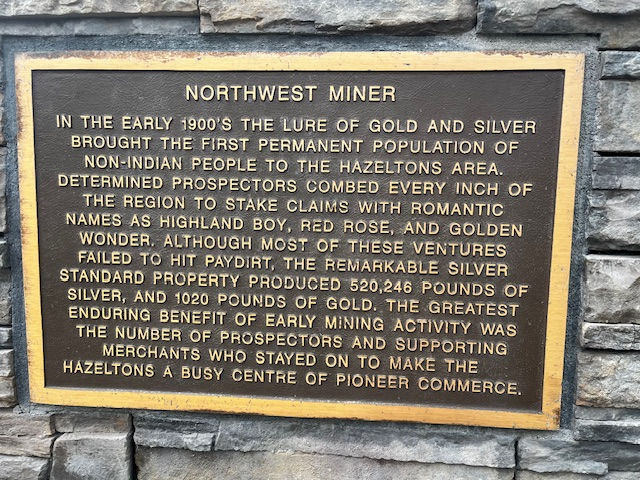 NORTHWEST MINER
IN THE EARLY 1900'S THE LURE OF GOLD AND SILVER
BROUGHT THE FIRST PERMANENT POPULATION OF
NON-INDIAN PEOPLE TO THE HAZELTONS AREA.
DETERMINED PROSPECTORS COMBED EVERY INCH OF
THE REGION TO STAKE CLAIMS WITH ROMANTIC
NAMES AS HIGHLAND BOY, RED ROSE, AND GOLDEN
WONDER. ALTHOUGH MOST OF THESE VENTURES
FAILED TO HIT PAYDIRT, THE REMARKABLE SILVER
STANDARD PROPERTY PRODUCED 520,246 POUNDS OF
SILVER, AND 1020 POUNDS OF GOLD. THE GREATEST
ENDURING BENEFIT OF EARLY MINING ACTIVITY WAS
THE NUMBER OF PROSPECTORS AND SUPPORTING
MERCHANTS WHO STAYED ON TO MAKE THE
HAZELTONS A BUSY CENTRE OF PIONEER COMMERCE.